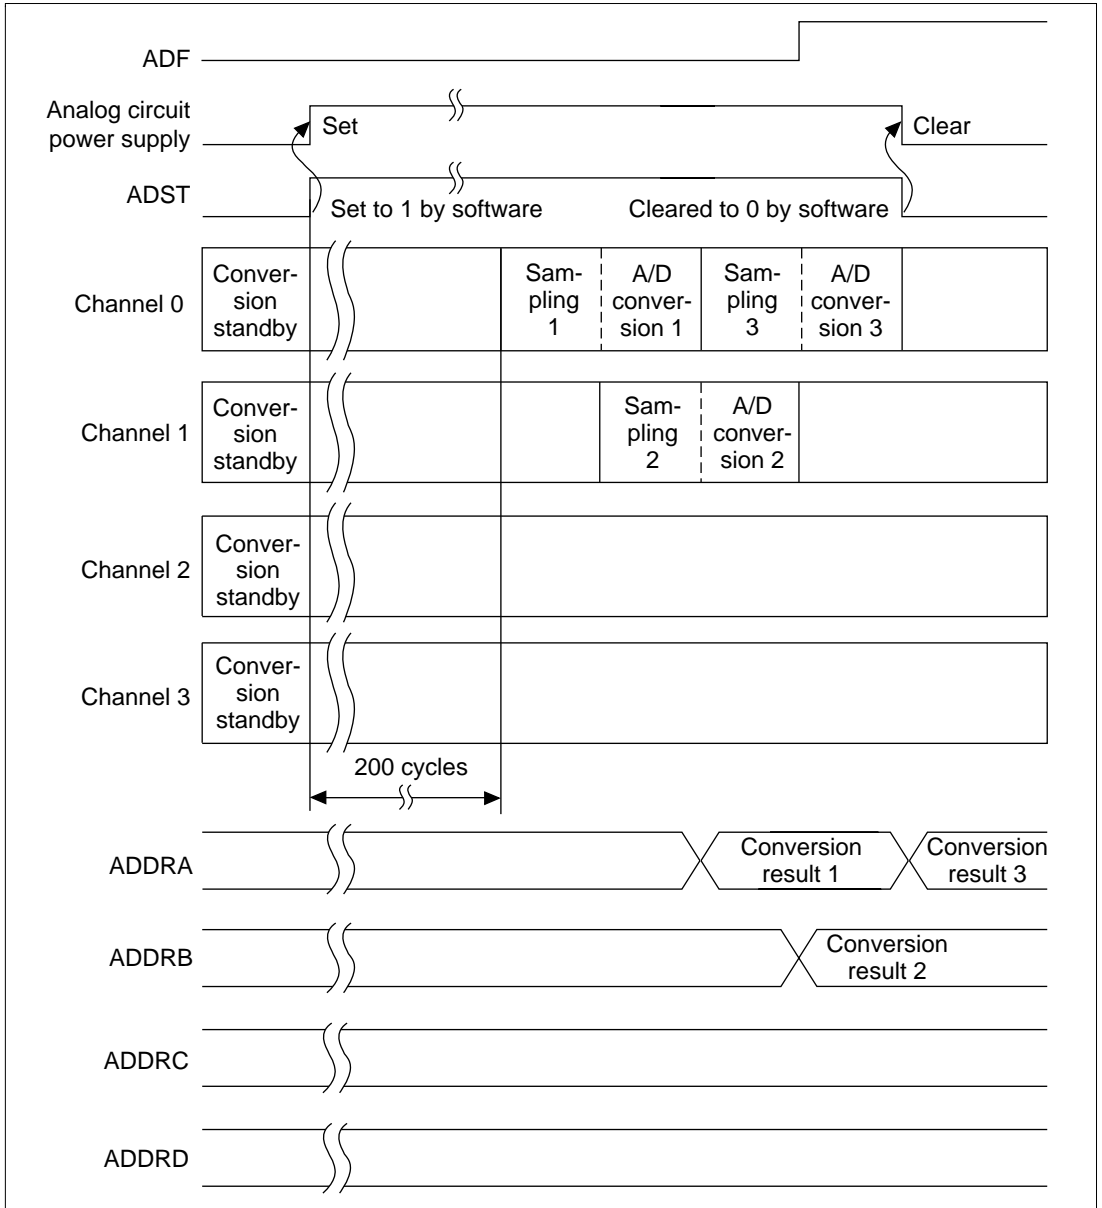 ADF
Analog circuit
power supply
Set
Clear
ADST
Set to 1 by software
Cleared to 0 by software
Channel 0
Conver-
sion
standby
Sam-
pling
1
A/D
conver-
sion 1
Sam-
pling
3
A/D
conver-
sion 3
Channel 1
Conver-
sion
standby
Sam-
pling
2
A/D
conver-
sion 2
Channel 2
Conver-
sion
standby
Channel 3
Conver-
sion
standby
200 cycles
ADDRA
Conversion
result 1
Conversion
result 3
ADDRB
Conversion
result 2
ADDRC
ADDRD